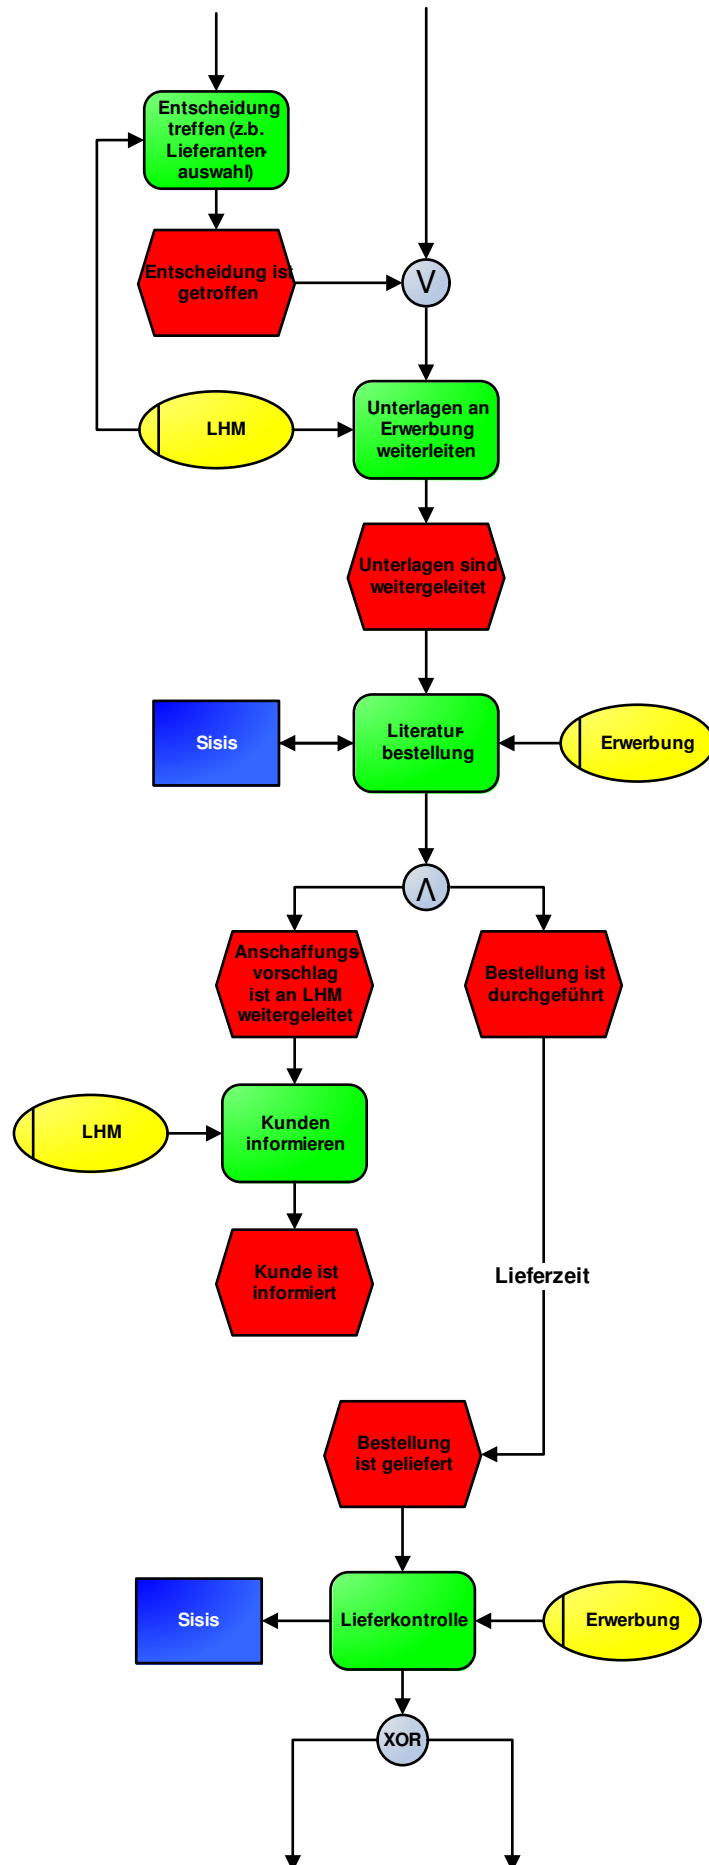 Entscheidung
treffen (z.b.
Lieferanten-
auswahl)
Entscheidung ist
getroffen
V
LHM
Unterlagen an
Erwerbung
weiterleiten
Unterlagen sind
weitergeleitet
Sisis
Literatur-
bestellung
Erwerbung
Λ
Anschaffungs-
vorschlag
ist an LHM
weitergeleitet
Bestellung ist
durchgeführt
LHM
Kunden
informieren
Kunde ist
informiert
Lieferzeit
Bestellung
ist geliefert
Sisis
Lieferkontrolle
Erwerbung
XOR